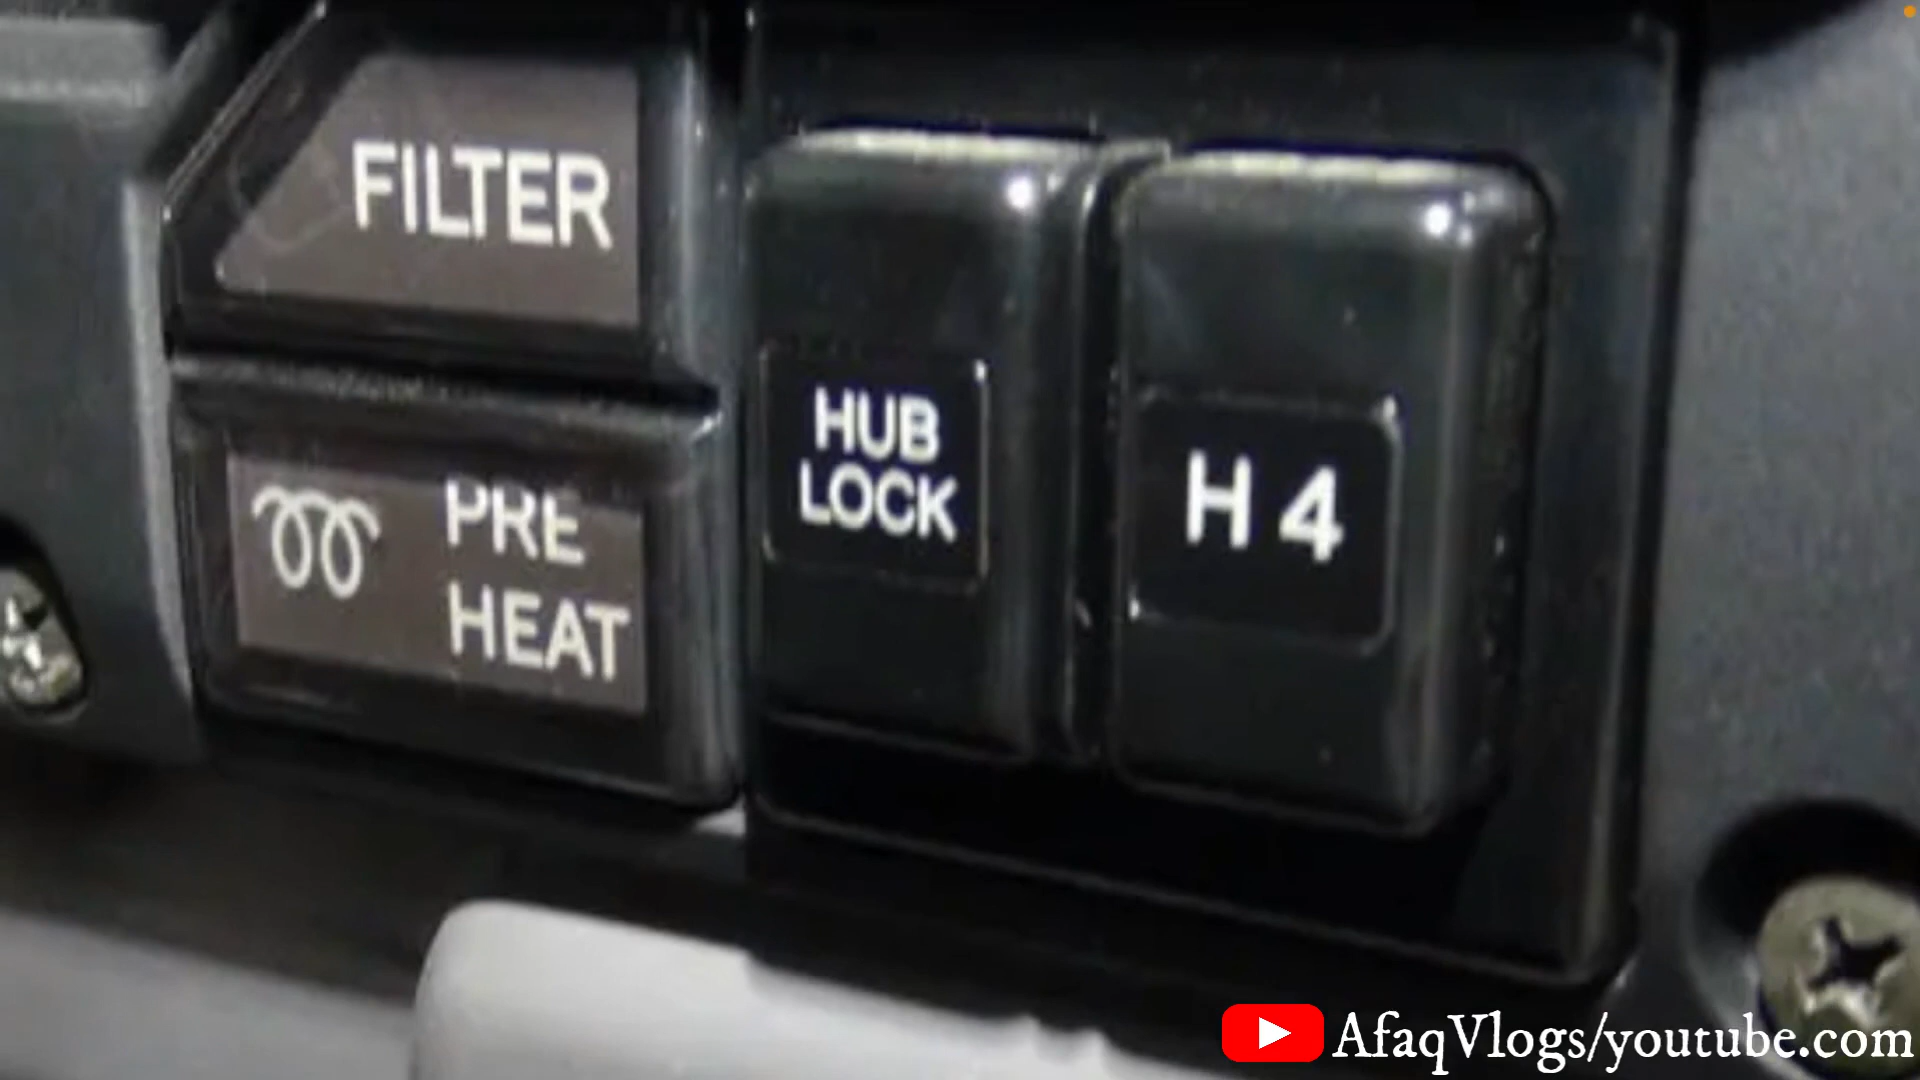 FILTER
PRE
HEAT
HUB
LOCK
H 4
AfaqVlogs/youtube.com